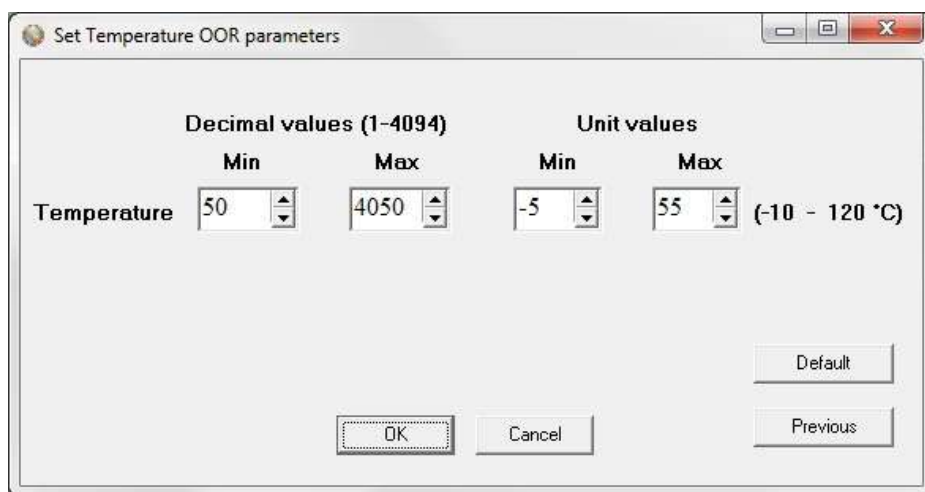 Set Temperature OOR parameters
Decimal values (1-4094) Unit values
Min Max Min Max
Temperature 50 4050 -5 55 (-10 - 120 °C)
Default
OK Cancel Previous